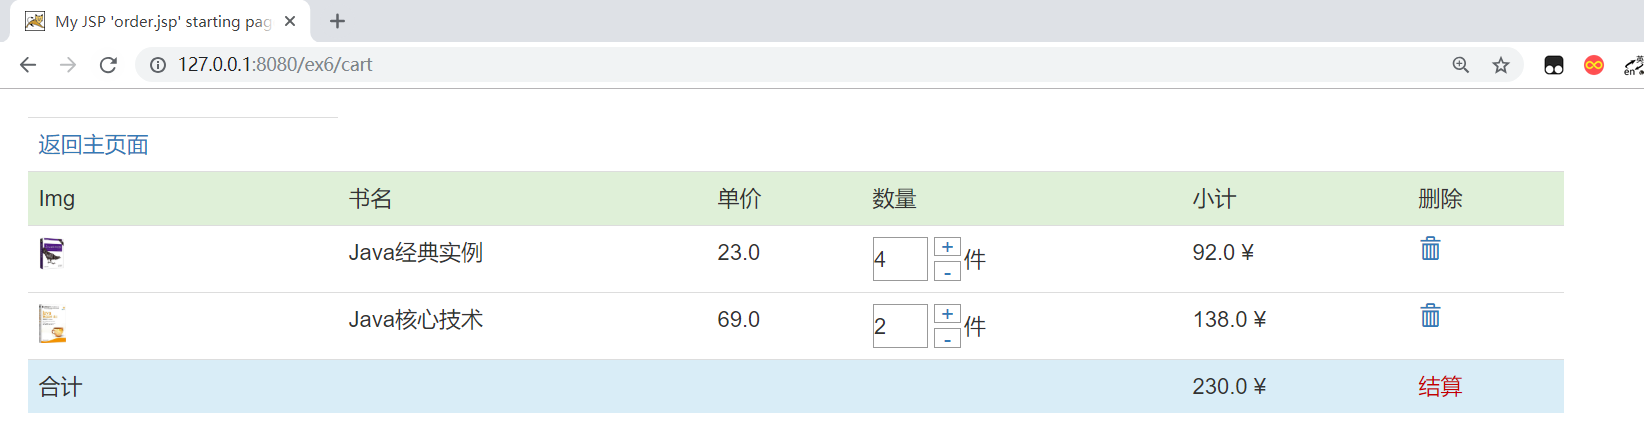 My JSP 'order.jsp' starting pag
127.0.0.1:8080/ex6/cart
英
en
返回主页面
Img 书名 单价 数量 小计 删除
Java经典实例 23.0 4 + - 件 92.0 ¥
Java核心技术 69.0 2 + - 件 138.0 ¥
合计 230.0 ¥ 结算